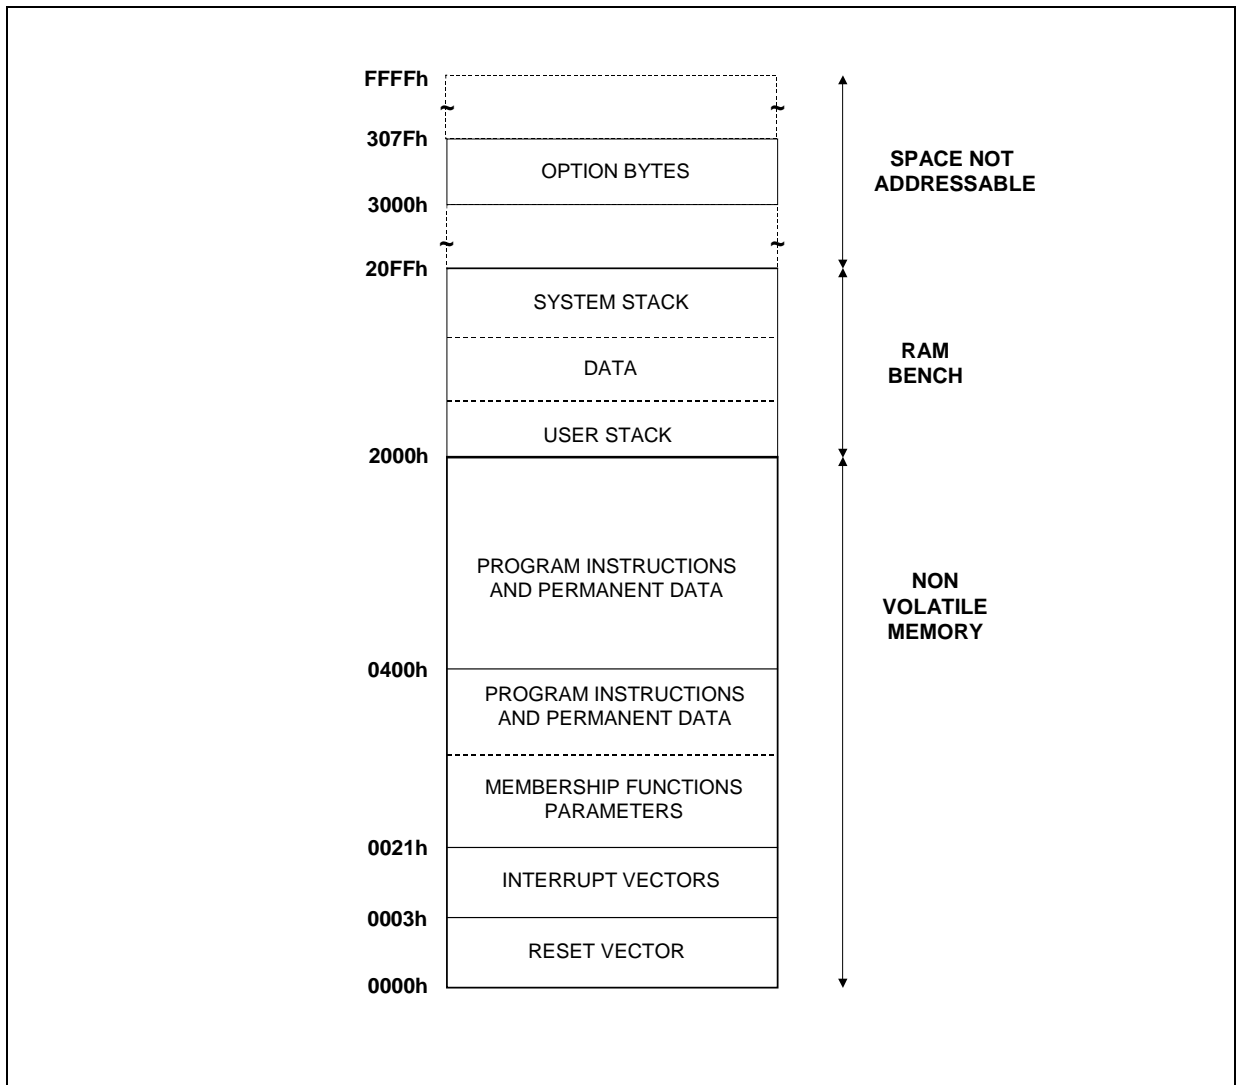 FFFFh
307Fh
OPTION BYTES
SPACE NOT
ADDRESSABLE
3000h
20FFh
SYSTEM STACK
DATA
RAM
BENCH
USER STACK
2000h
PROGRAM INSTRUCTIONS
AND PERMANENT DATA
NON
VOLATILE
MEMORY
0400h
PROGRAM INSTRUCTIONS
AND PERMANENT DATA
MEMBERSHIP FUNCTIONS
PARAMETERS
0021h
INTERRUPT VECTORS
0003h
RESET VECTOR
0000h